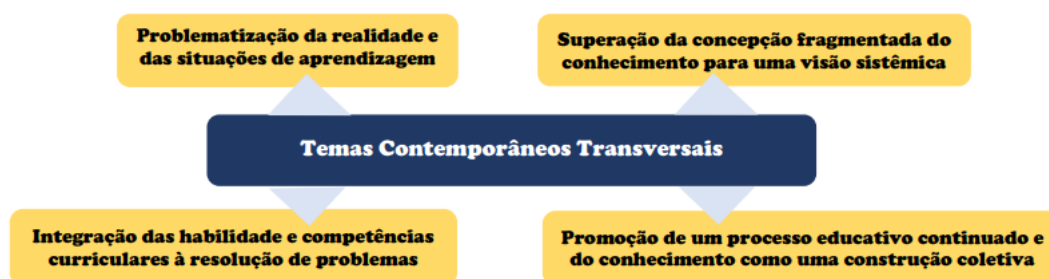 Problematização da realidade e
das situações de aprendizagem
Superação da concepção fragmentada do
conhecimento para uma visão sistêmica
Temas Contemporâneos Transversais
Integração das habilidade e competências
curriculares à resolução de problemas
Promoção de um processo educativo continuado e
do conhecimento como uma construção coletiva